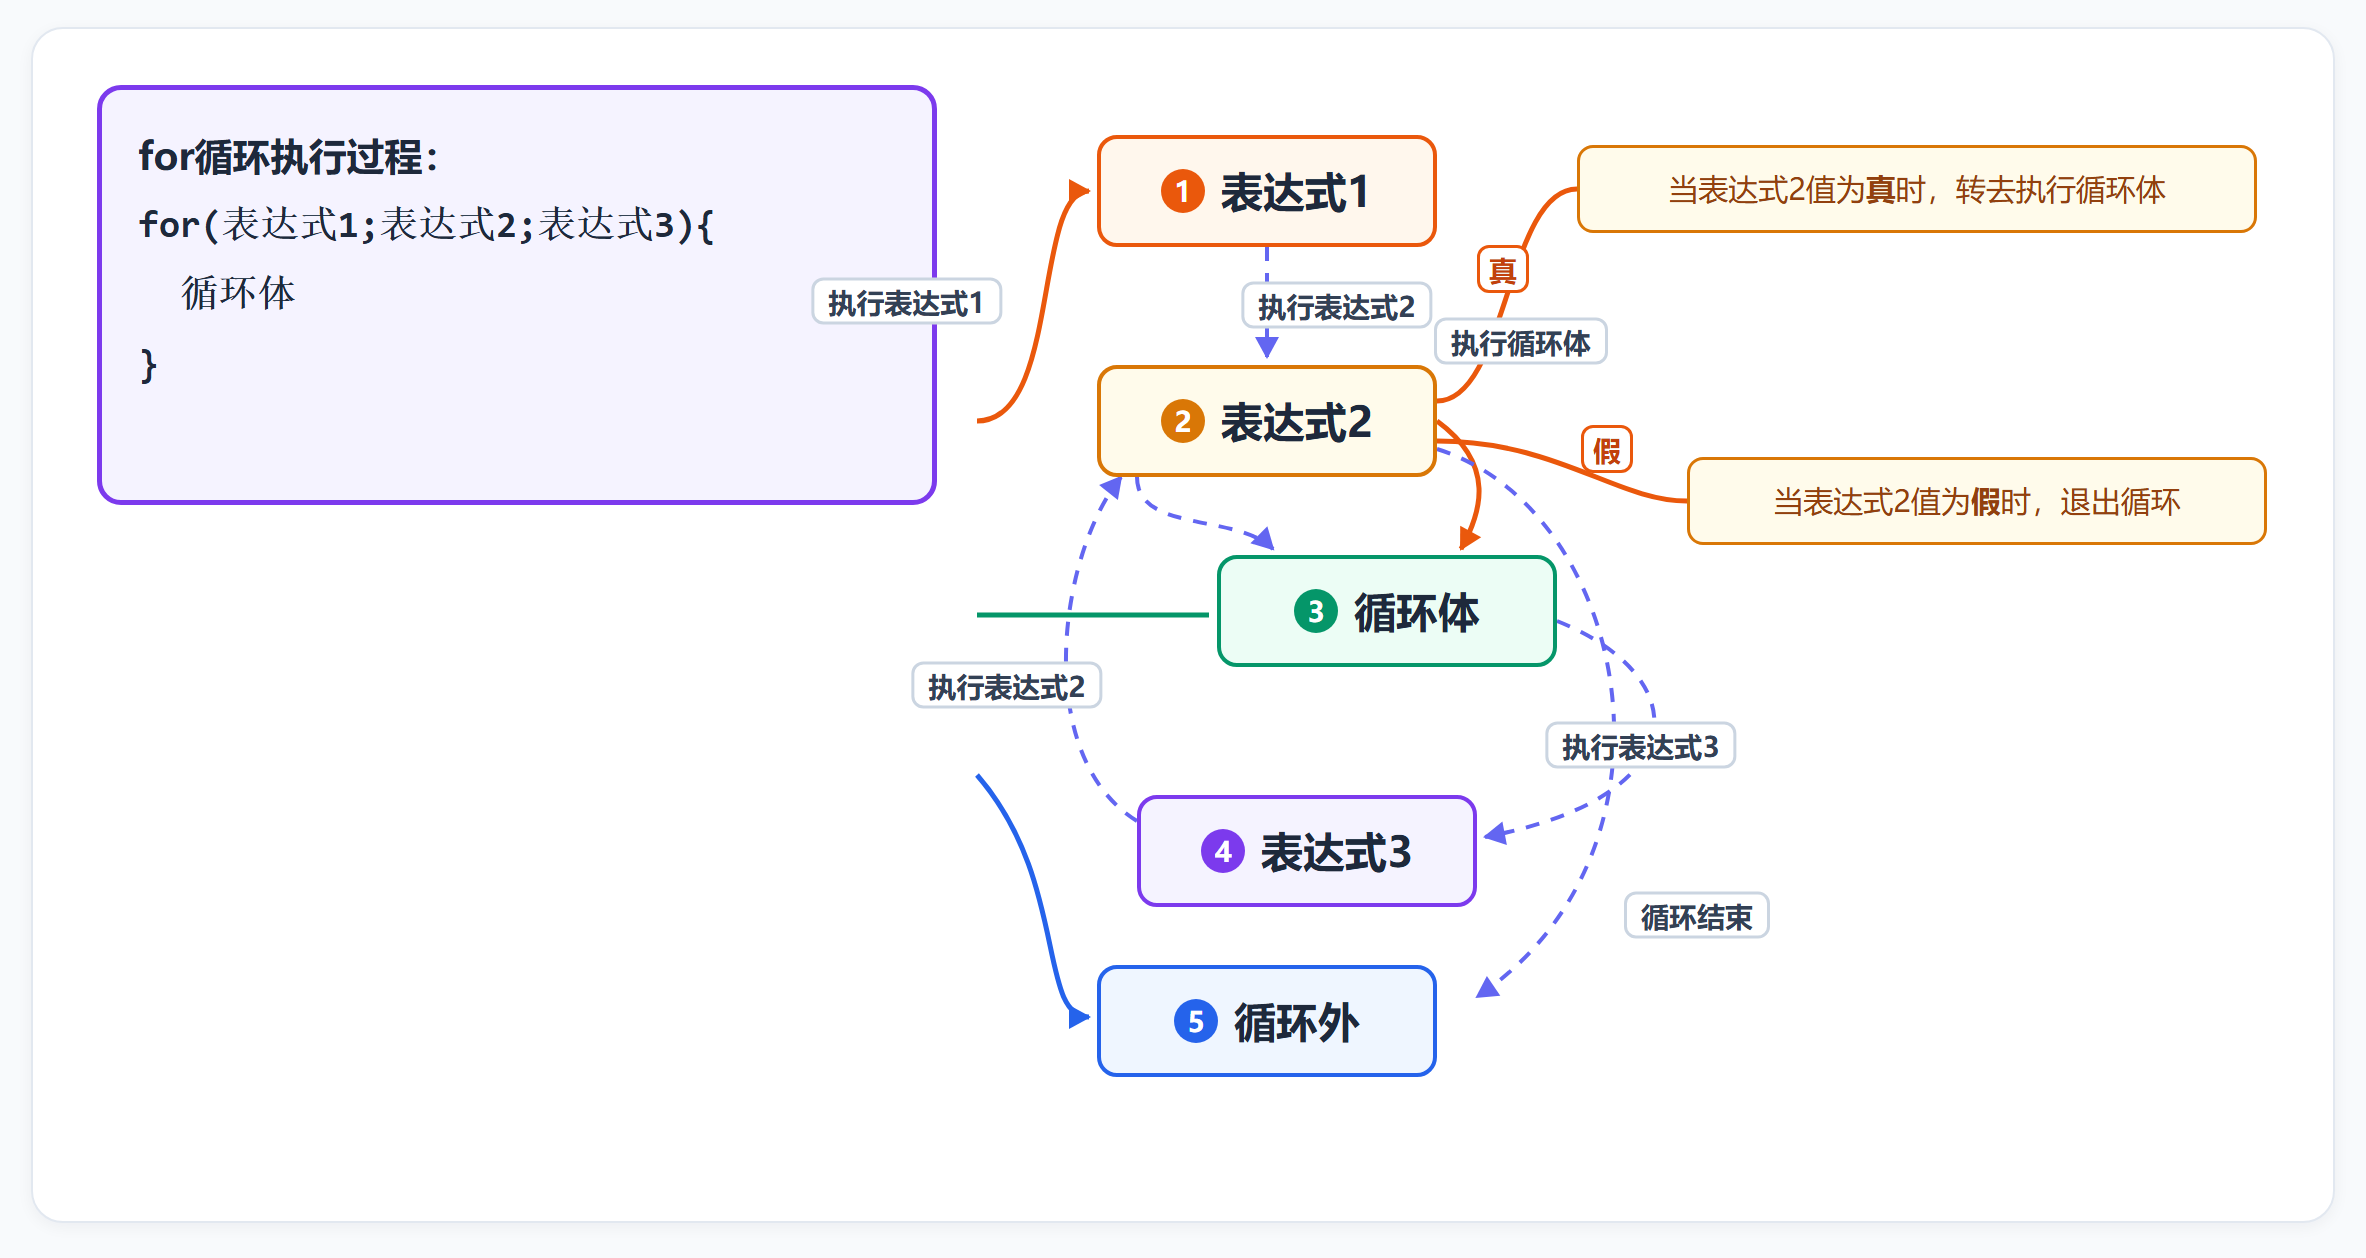 for循环执行过程：
for(表达式1;表达式2;表达式3){
循环体
}
执行表达式1
1 表达式1
执行表达式2
真
当表达式2值为真时，转去执行循环体
执行循环体
2 表达式2
假
当表达式2值为假时，退出循环
3 循环体
执行表达式2
执行表达式3
4 表达式3
循环结束
5 循环外